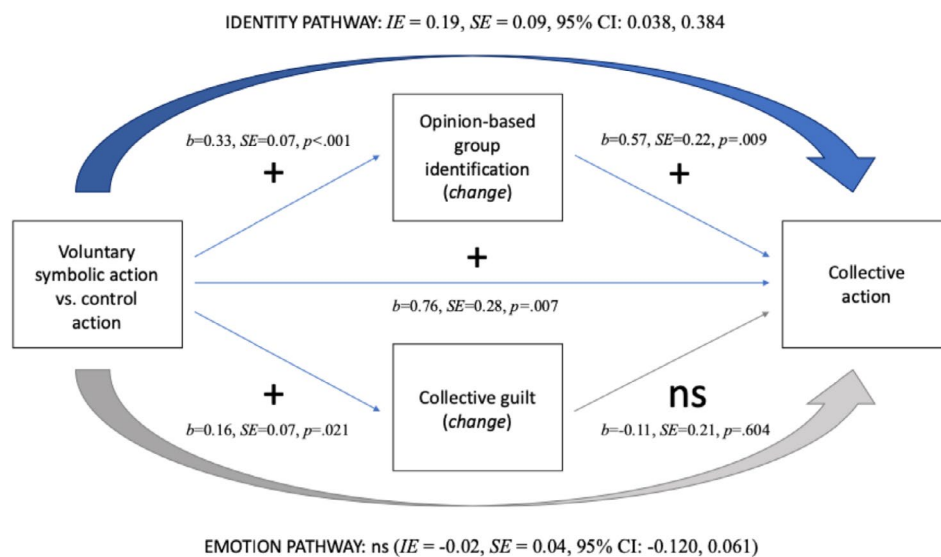 IDENTITY PATHWAY: IE = 0.19, SE = 0.09, 95% CI: 0.038, 0.384
Opinion-based
group
identification
(change)
b=0.33, SE=0.07, p<.001
+
b=0.57, SE=0.22, p=.009
+
Voluntary
symbolic action
vs. control
action
+
b=0.76, SE=0.28, p=.007
Collective
action
+
b=0.16, SE=0.07, p=.021
Collective guilt
(change)
ns
b=-0.11, SE=0.21, p=.604
EMOTION PATHWAY: ns (IE = -0.02, SE = 0.04, 95% CI: -0.120, 0.061)